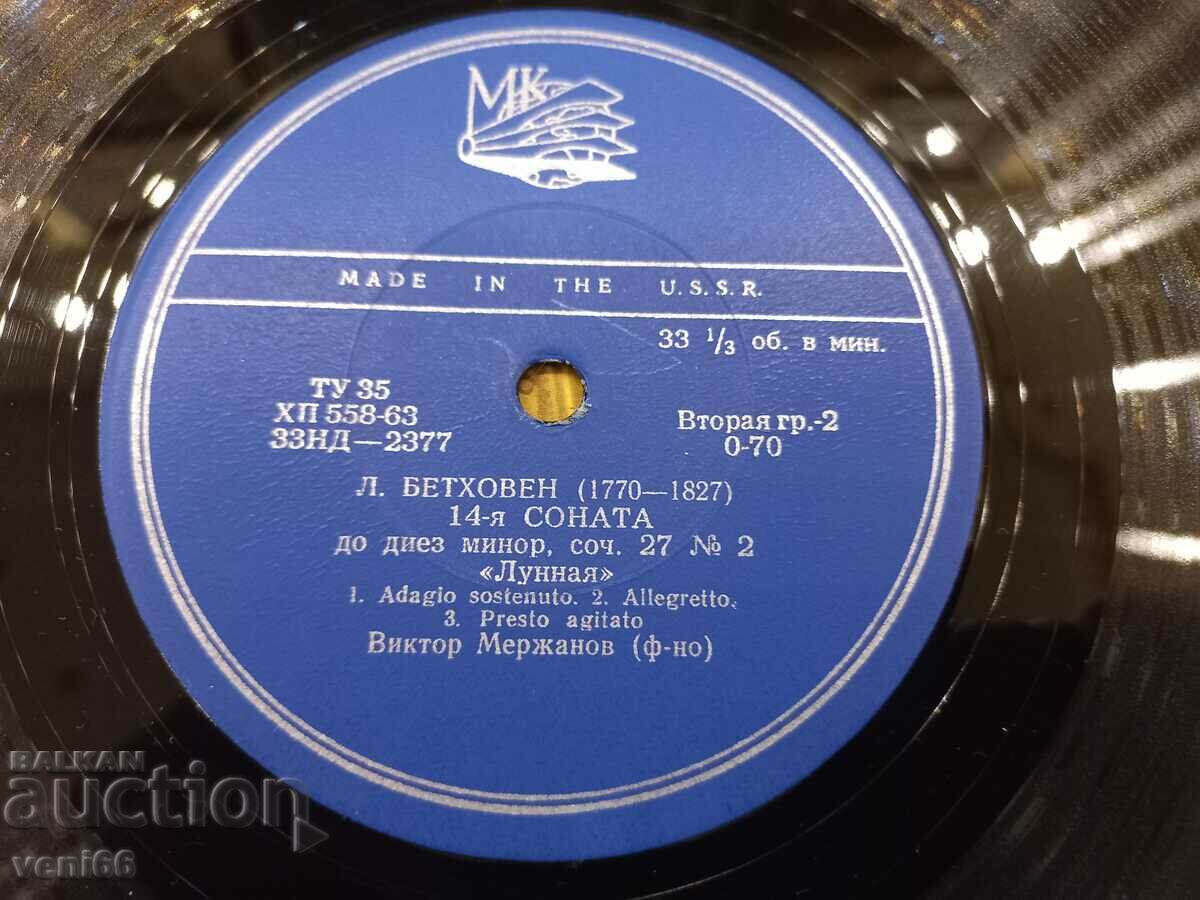 МК
MADE IN THE U.S.S.R.
33 1/3 об. в мин.
ТУ 35
ХП 558-63
33НД—2377
Вторая гр.-2
0-70
Л. БЕТХОВЕН (1770—1827)
14-я СОНАТА
до диез минор, соч. 27 № 2
«Лунная»
1. Adagio sostenuto. 2. Allegretto.
3. Presto agitato
Виктор Мержанов (ф-но)
BALKAN
auction
veni66